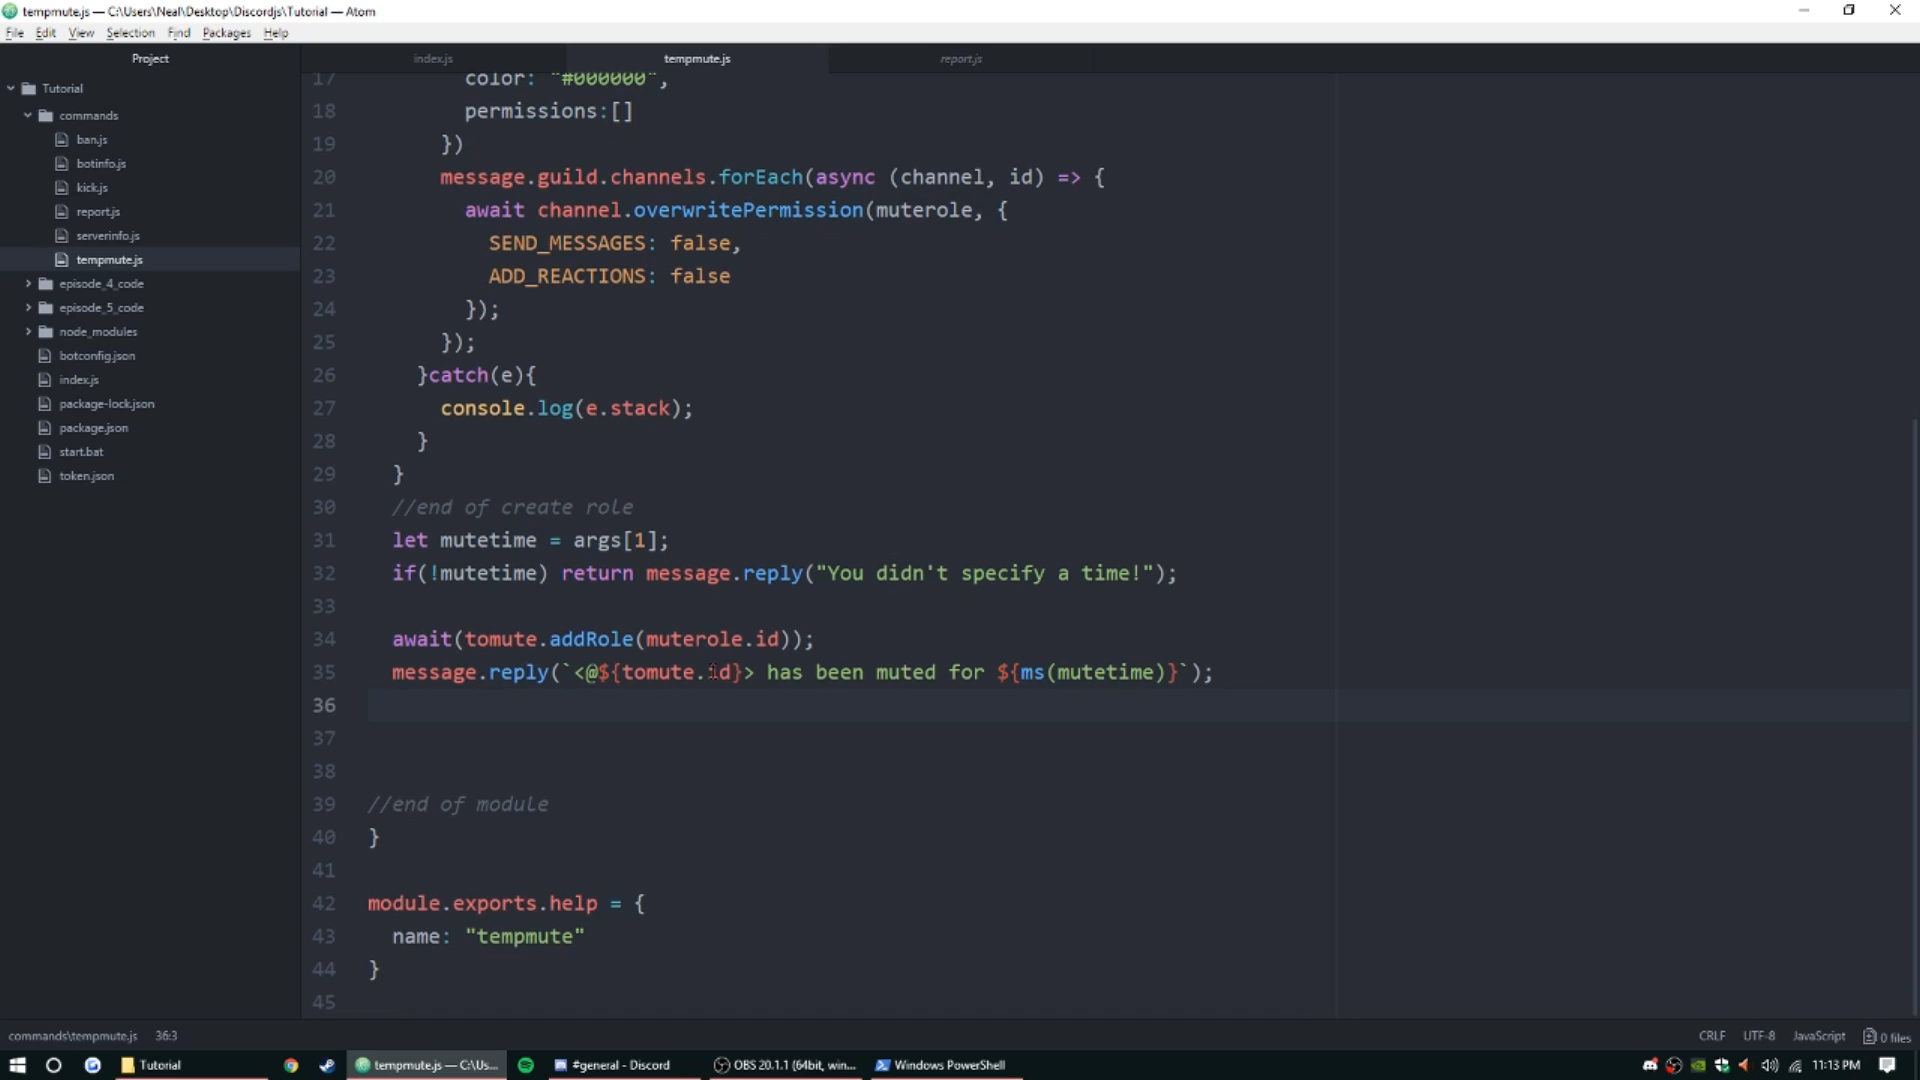 tempmute.js — C:\Users\Neal\Desktop\Discordjs\Tutorial — Atom
File Edit View Selection Find Packages Help
Project
index.js
tempmute.js
report.js
Tutorial
commands
ban.js
botinfo.js
kick.js
report.js
serverinfo.js
tempmute.js
episode_4_code
episode_5_code
node_modules
botconfig.json
index.js
package-lock.json
package.json
start.bat
token.json
17 color: "#000000",
18 permissions:[]
19 })
20 message.guild.channels.forEach(async (channel, id) => {
21 await channel.overwritePermission(muterole, {
22 SEND_MESSAGES: false,
23 ADD_REACTIONS: false
24 });
25 });
26 }catch(e){
27 console.log(e.stack);
28 }
29 }
30 //end of create role
31 let mutetime = args[1];
32 if(!mutetime) return message.reply("You didn't specify a time!");
33
34 await(tomute.addRole(muterole.id));
35 message.reply(`<@${tomute.id}> has been muted for ${ms(mutetime)}`);
36
37
38
39 //end of module
40 }
41
42 module.exports.help = {
43 name: "tempmute"
44 }
45
commands\tempmute.js 36:3
CRLF UTF-8 JavaScript 0 files
Tutorial
tempmute.js — C:\Us...
#general - Discord
OBS 20.1.1 (64bit, win...
Windows PowerShell
11:13 PM